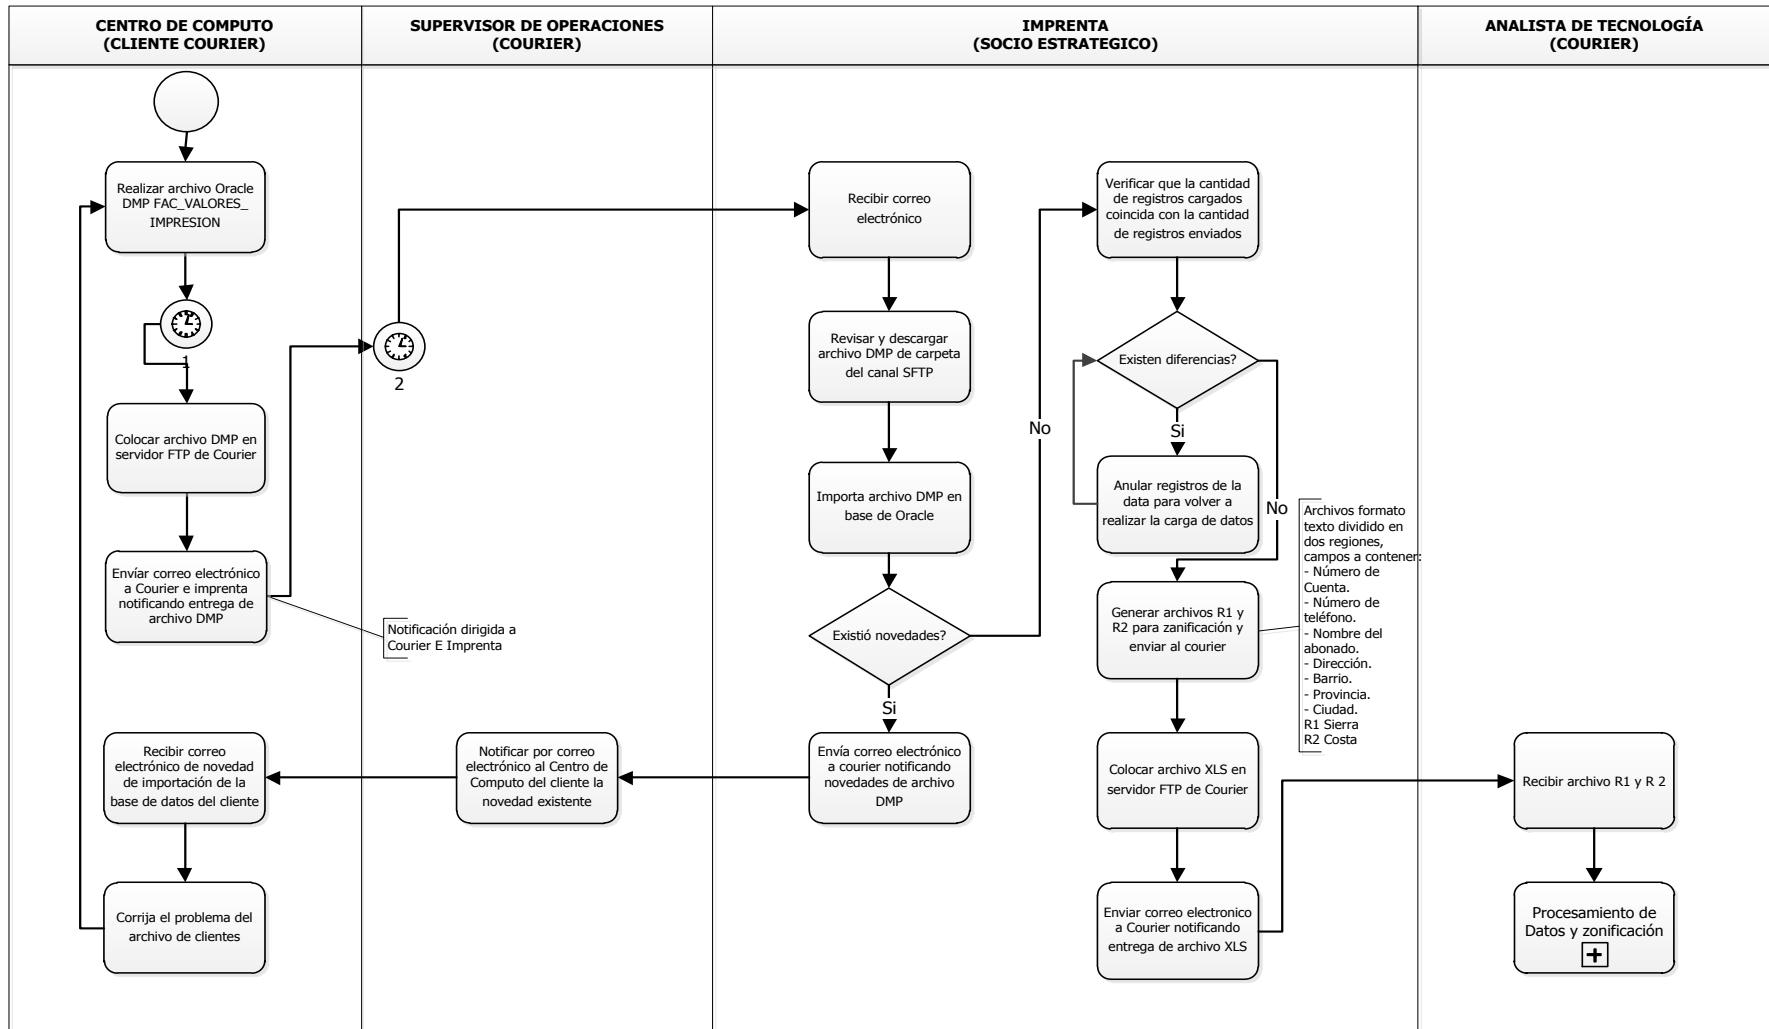 CENTRO DE COMPUTO
(CLIENTE COURIER)
SUPERVISOR DE OPERACIONES
(COURIER)
IMPRENTA
(SOCIO ESTRATEGICO)
ANALISTA DE TECNOLOGÍA
(COURIER)
Realizar archivo Oracle
DMP FAC_VALORES_
IMPRESION
1
Colocar archivo DMP en
servidor FTP de Courier
Envíar correo electrónico
a Courier e imprenta
notificando entrega de
archivo DMP
Notificación dirigida a
Courier E Imprenta
2
Recibir correo
electrónico
Revisar y descargar
archivo DMP de carpeta
del canal SFTP
Importa archivo DMP en
base de Oracle
Existió novedades?
No
Si
Envía correo electrónico
a courier notificando
novedades de archivo
DMP
Notificar por correo
electrónico al Centro de
Computo del cliente la
novedad existente
Recibir correo
electrónico de novedad
de importación de la
base de datos del cliente
Corrija el problema del
archivo de clientes
Verificar que la cantidad
de registros cargados
coincida con la cantidad
de registros enviados
Existen diferencias?
Si
No
Anular registros de la
data para volver a
realizar la carga de datos
Generar archivos R1 y
R2 para zanificación y
enviar al courier
Archivos formato
texto dividido en
dos regiones,
campos a contener:
- Número de
Cuenta.
- Número de
teléfono.
- Nombre del
abonado.
- Dirección.
- Barrio.
- Provincia.
- Ciudad.
R1 Sierra
R2 Costa
Colocar archivo XLS en
servidor FTP de Courier
Enviar correo electronico
a Courier notificando
entrega de archivo XLS
Recibir archivo R1 y R 2
Procesamiento de
Datos y zonificación